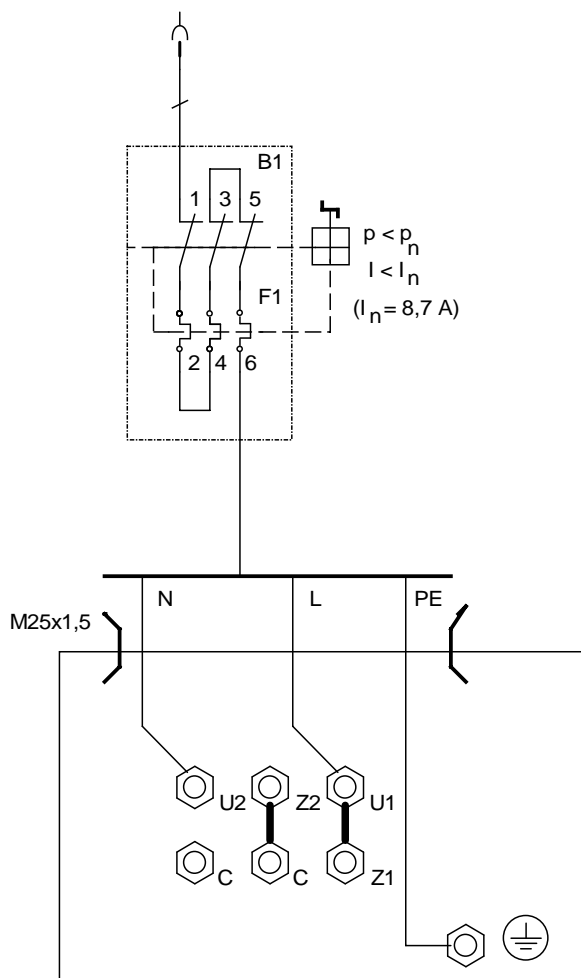 B1
1 3 5
p < pn
I < In
F1
(In = 8,7 A)
2 4 6
N L PE
M25x1,5
U2 Z2 U1
C C Z1